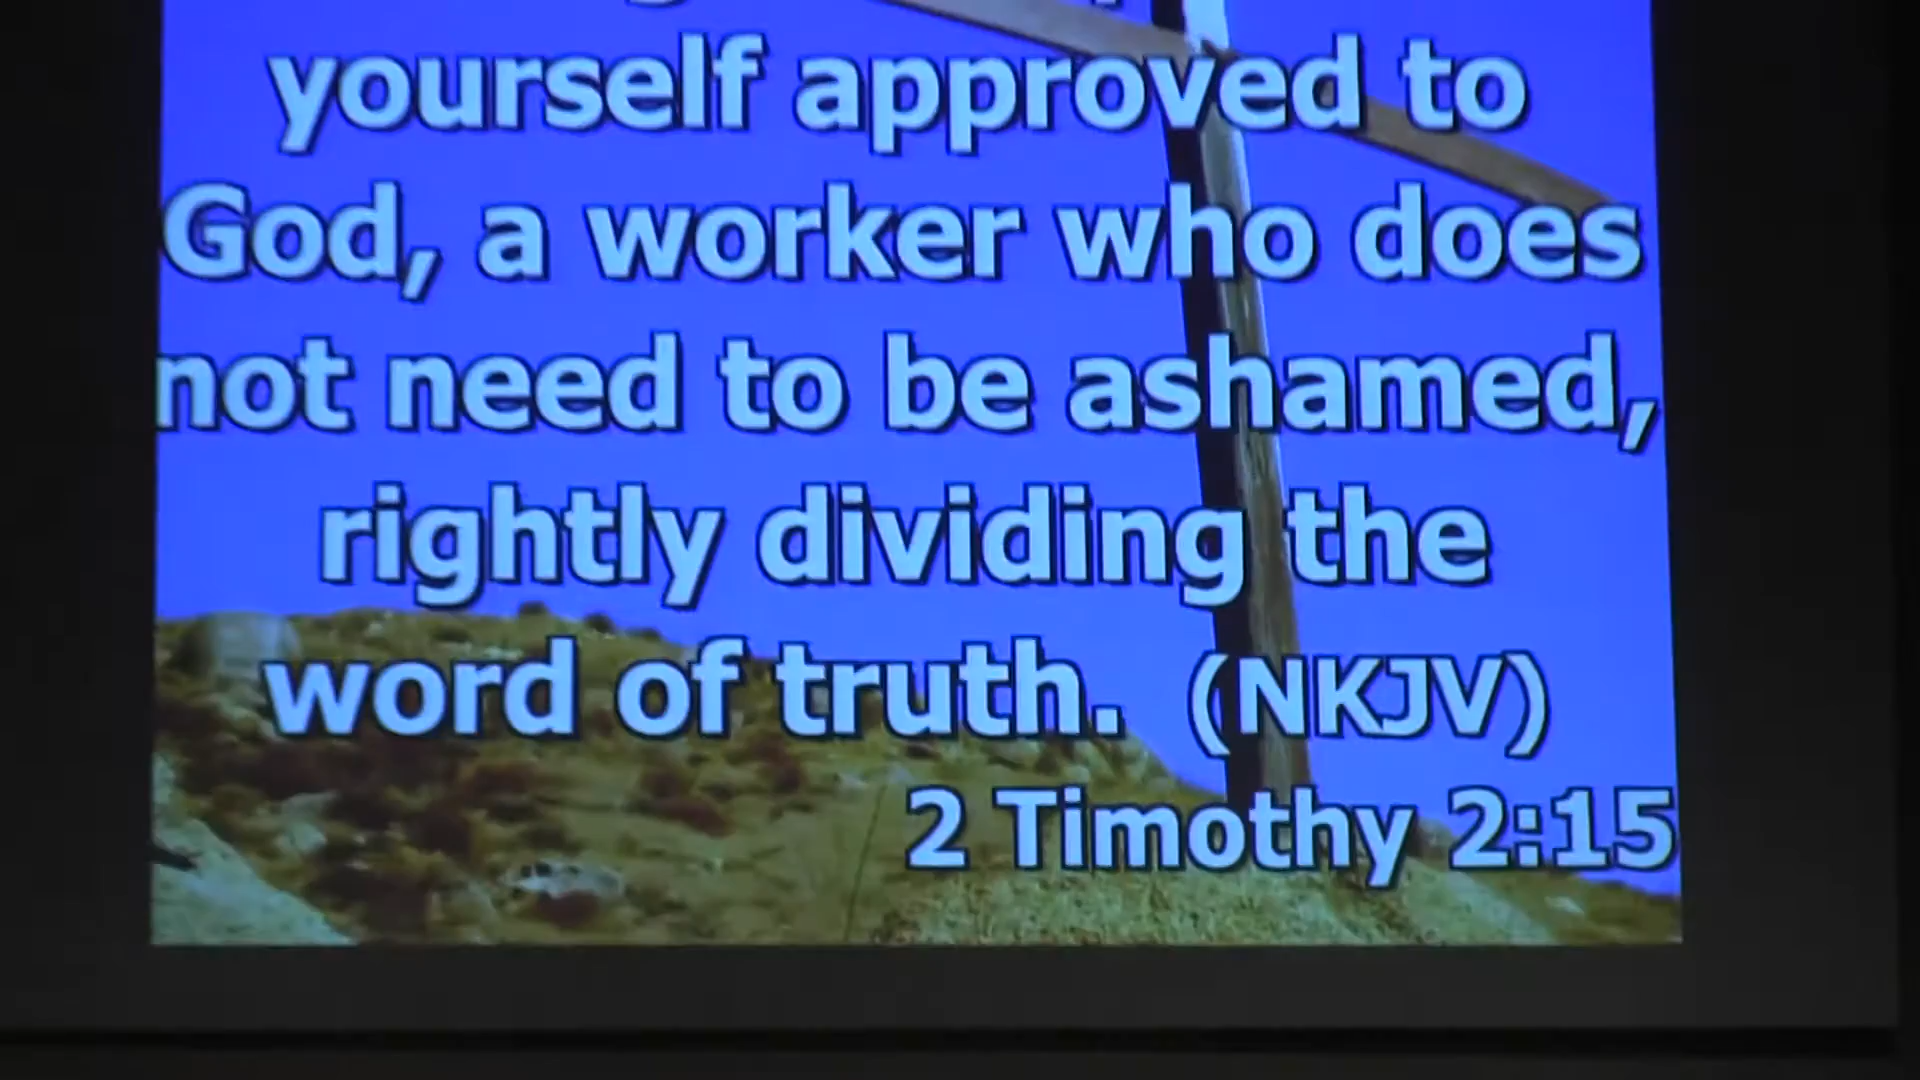 yourself approved to
God, a worker who does
not need to be ashamed,
rightly dividing the
word of truth. (NKJV)
2 Timothy 2:15